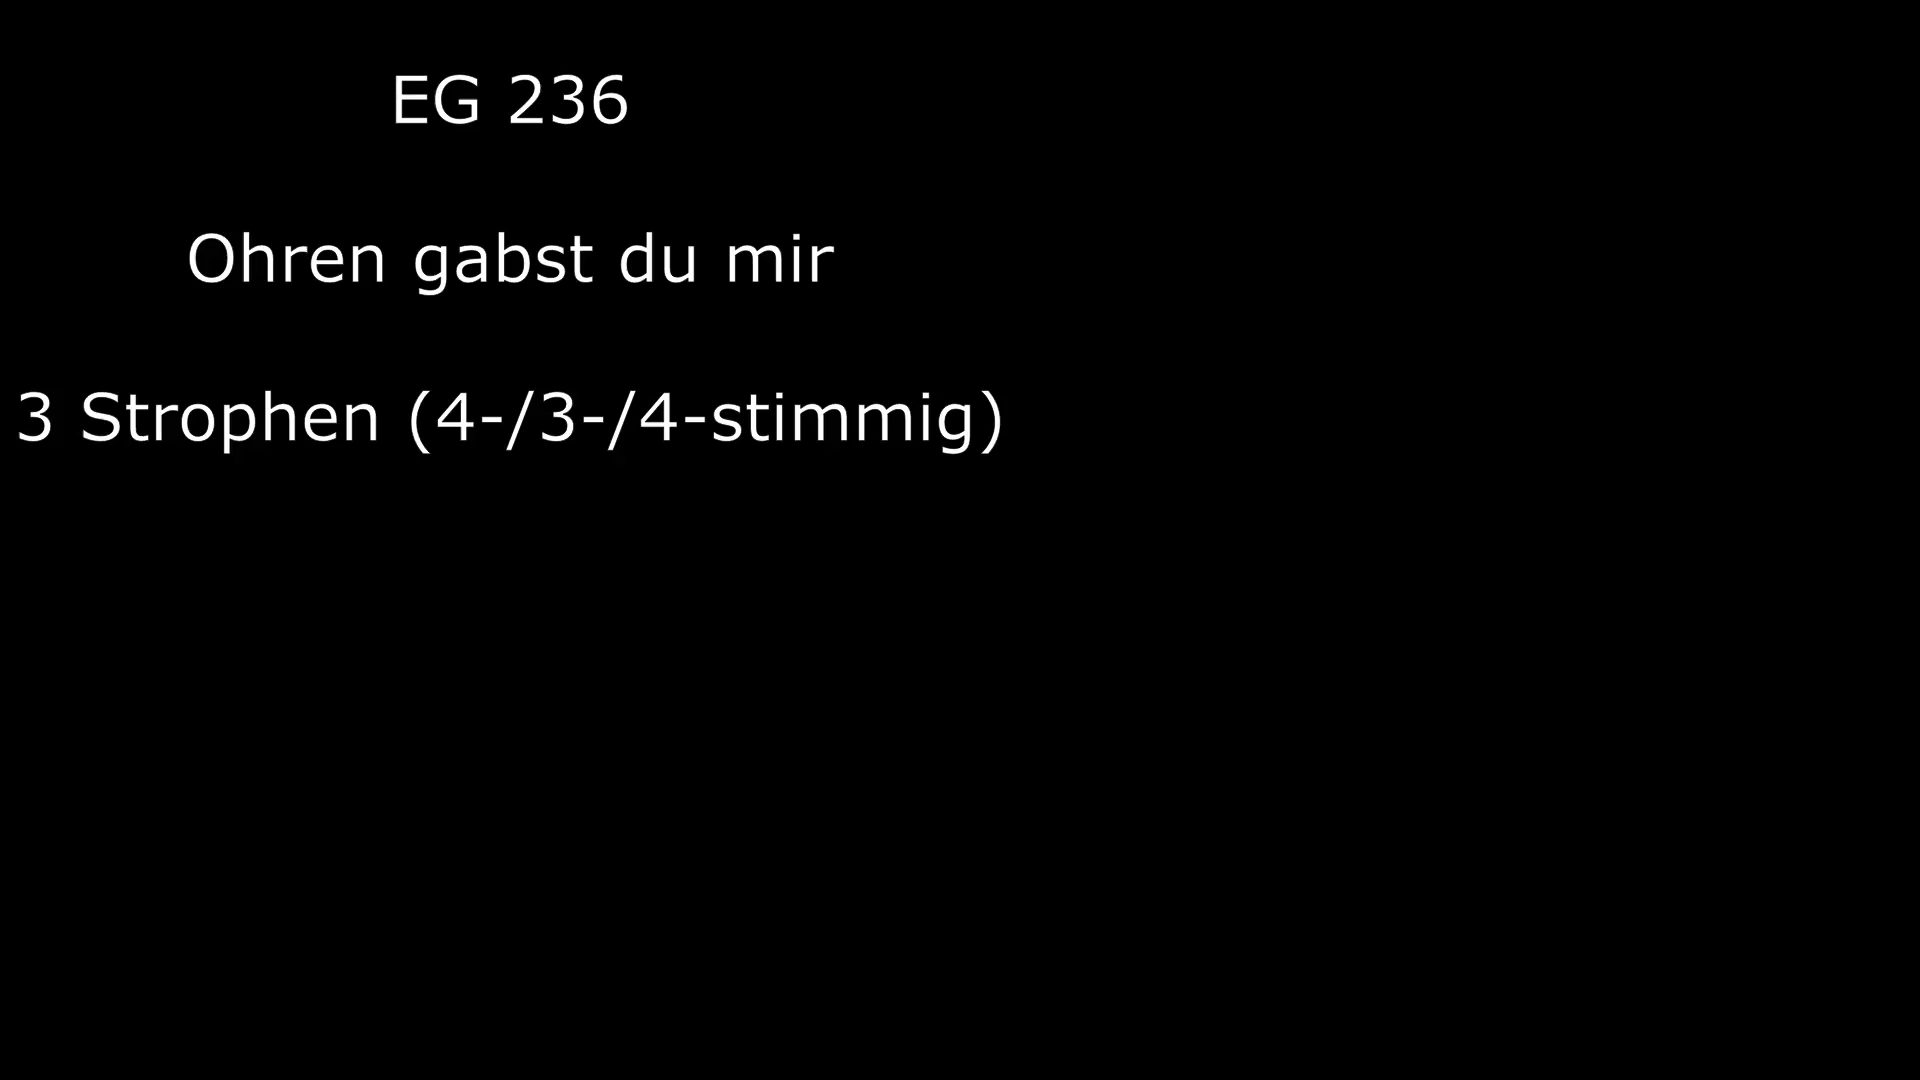 EG 236
Ohren gabst du mir
3 Strophen (4-/3-/4-stimmig)